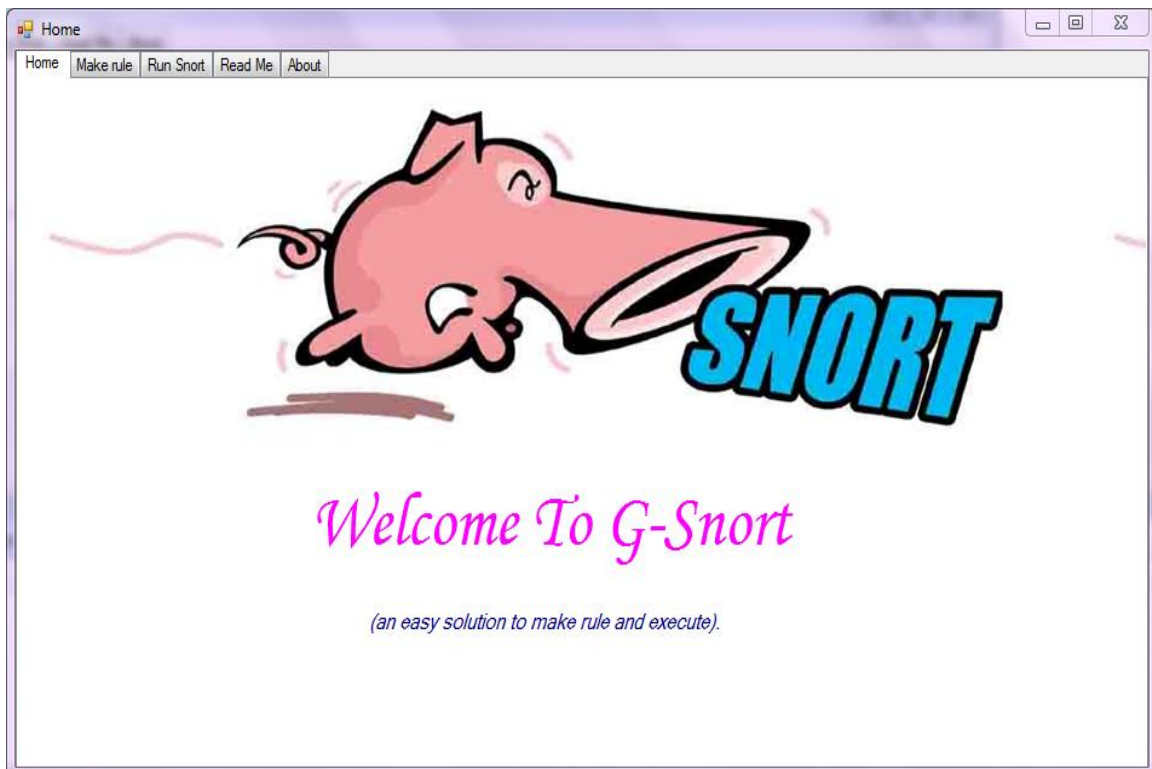 Home
Home Make rule Run Snort Read Me About
SNORT
Welcome To G-Snort
(an easy solution to make rule and execute).